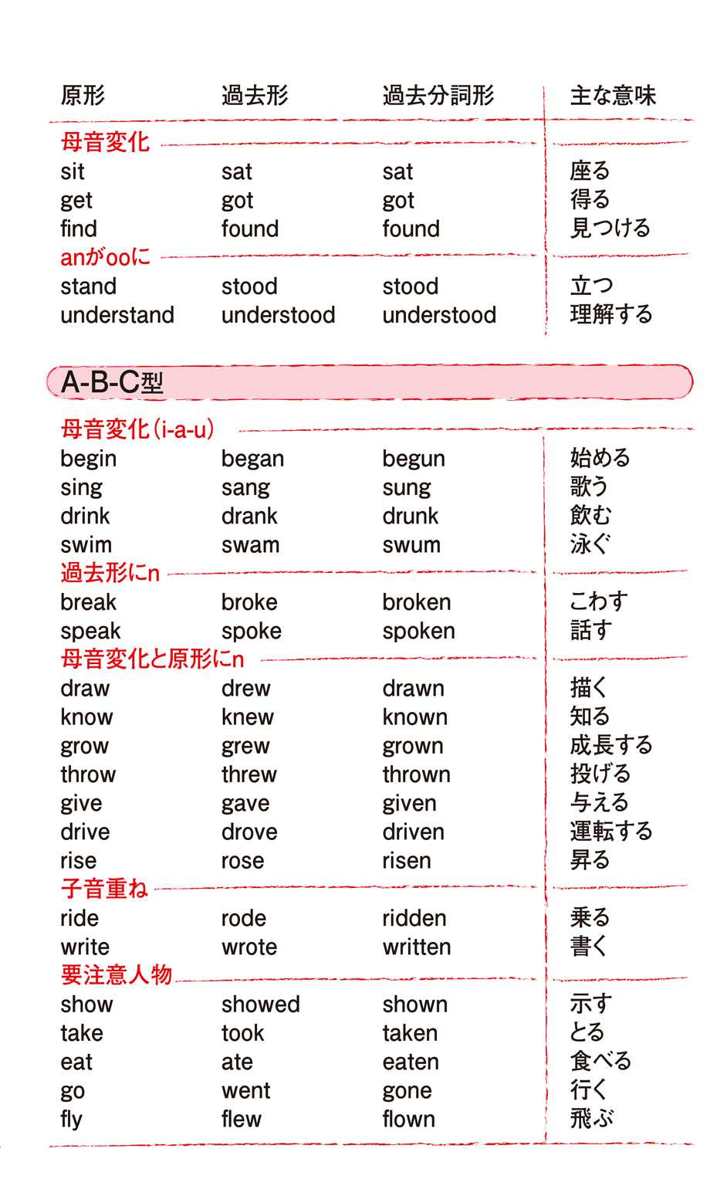 原形 過去形 過去分詞形 主な意味
母音変化
sit sat sat 座る
get got got 得る
find found found 見つける
anがooに
stand stood stood 立つ
understand understood understood 理解する
A-B-C型
母音変化(i-a-u)
begin began begun 始める
sing sang sung 歌う
drink drank drunk 飲む
swim swam swum 泳ぐ
過去形にn
break broke broken こわす
speak spoke spoken 話す
母音変化と原形にn
draw drew drawn 描く
know knew known 知る
grow grew grown 成長する
throw threw thrown 投げる
give gave given 与える
drive drove driven 運転する
rise rose risen 昇る
子音重ね
ride rode ridden 乗る
write wrote written 書く
要注意人物
show showed shown 示す
take took taken とる
eat ate eaten 食べる
go went gone 行く
fly flew flown 飛ぶ